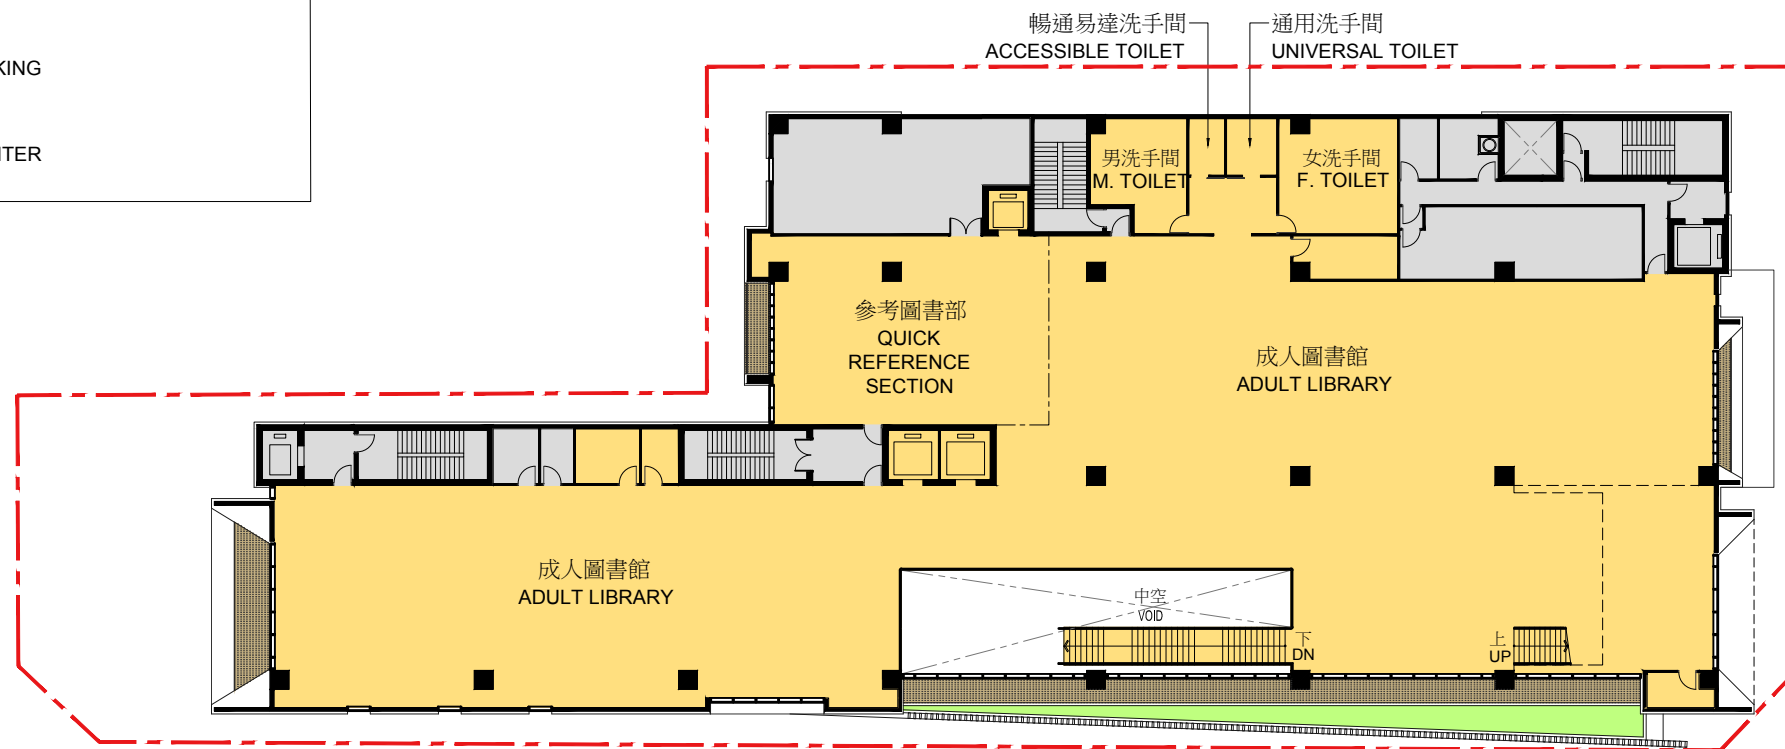 KING
NTER
暢通易達洗手間
ACCESSIBLE TOILET
通用洗手間
UNIVERSAL TOILET
男洗手間
M. TOILET
女洗手間
F. TOILET
參考圖書部
QUICK
REFERENCE
SECTION
成人圖書館
ADULT LIBRARY
成人圖書館
ADULT LIBRARY
中空
VOID
下
DN
上
UP